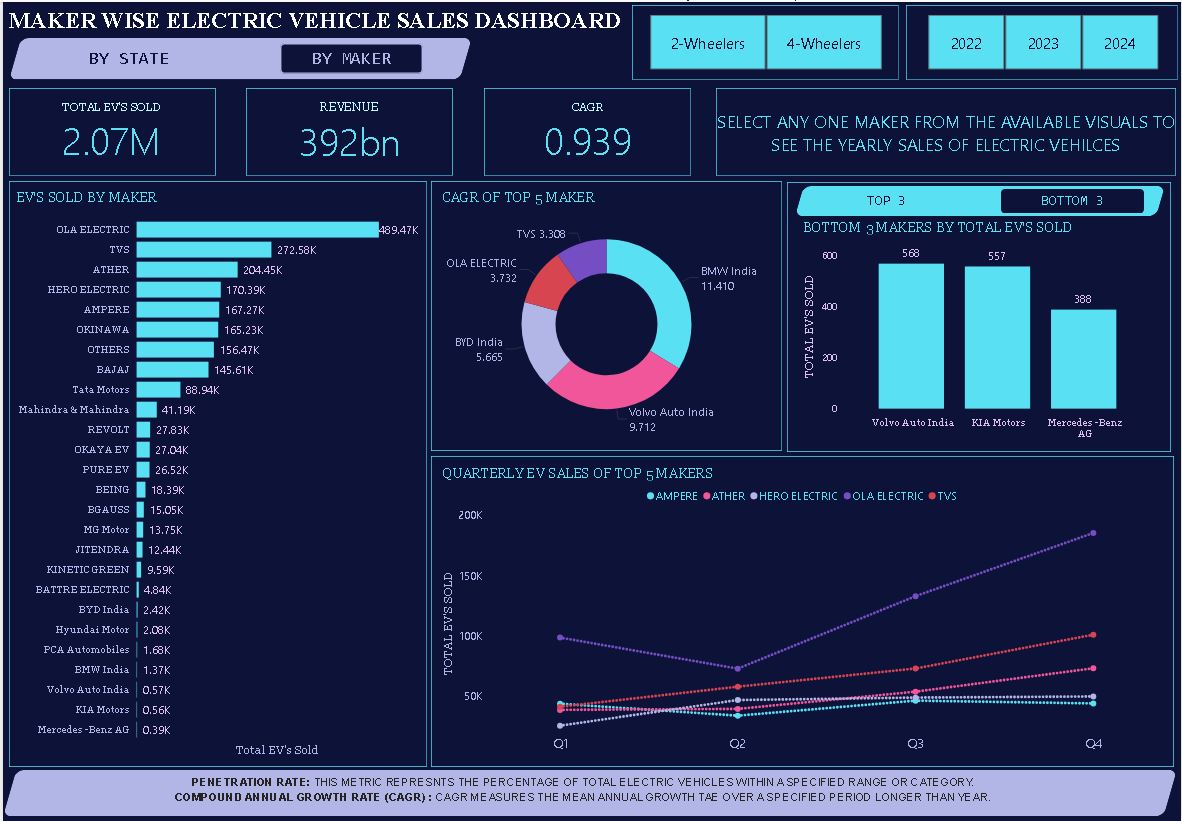 MAKER WISE ELECTRIC VEHICLE SALES DASHBOARD
2-Wheelers
4-Wheelers
2022
2023
2024
BY STATE
BY MAKER
TOTAL EV'S SOLD
2.07M
REVENUE
392bn
CAGR
0.939
SELECT ANY ONE MAKER FROM THE AVAILABLE VISUALS TO
SEE THE YEARLY SALES OF ELECTRIC VEHILCES
EV'S SOLD BY MAKER
OLA ELECTRIC 489.47K
TVS 272.58K
ATHER 204.45K
HERO ELECTRIC 170.39K
AMPERE 167.27K
OKINAWA 165.23K
OTHERS 156.47K
BAJAJ 145.61K
Tata Motors 88.94K
Mahindra & Mahindra 41.19K
REVOLT 27.83K
OKAYA EV 27.04K
PURE EV 26.52K
BEING 18.39K
BGAUSS 15.05K
MG Motor 13.75K
JITENDRA 12.44K
KINETIC GREEN 9.59K
BATTRE ELECTRIC 4.84K
BYD India 2.42K
Hyundai Motor 2.08K
PCA Automobiles 1.68K
BMW India 1.37K
Volvo Auto India 0.57K
KIA Motors 0.56K
Mercedes -Benz AG 0.39K
Total EV's Sold
CAGR OF TOP 5 MAKER
TVS 3.308
OLA ELECTRIC
3.732
BMW India
11.410
BYD India
5.665
Volvo Auto India
9.712
TOP 3
BOTTOM 3
BOTTOM 3 MAKERS BY TOTAL EV'S SOLD
TOTAL EV'S SOLD
600
400
200
0
568
557
388
Volvo Auto India
KIA Motors
Mercedes -Benz
AG
QUARTERLY EV SALES OF TOP 5 MAKERS
AMPERE ATHER HERO ELECTRIC OLA ELECTRIC TVS
TOTAL EV'S SOLD
200K
150K
100K
50K
Q1 Q2 Q3 Q4
PENETRATION RATE: THIS METRIC REPRESNTS THE PERCENTAGE OF TOTAL ELECTRIC VEHICLES WITHIN A SPECIFIED RANGE OR CATEGORY.
COMPOUND ANNUAL GROWTH RATE (CAGR) : CAGR MEASURES THE MEAN ANNUAL GROWTH TAE OVER A SPECIFIED PERIOD LONGER THAN YEAR.